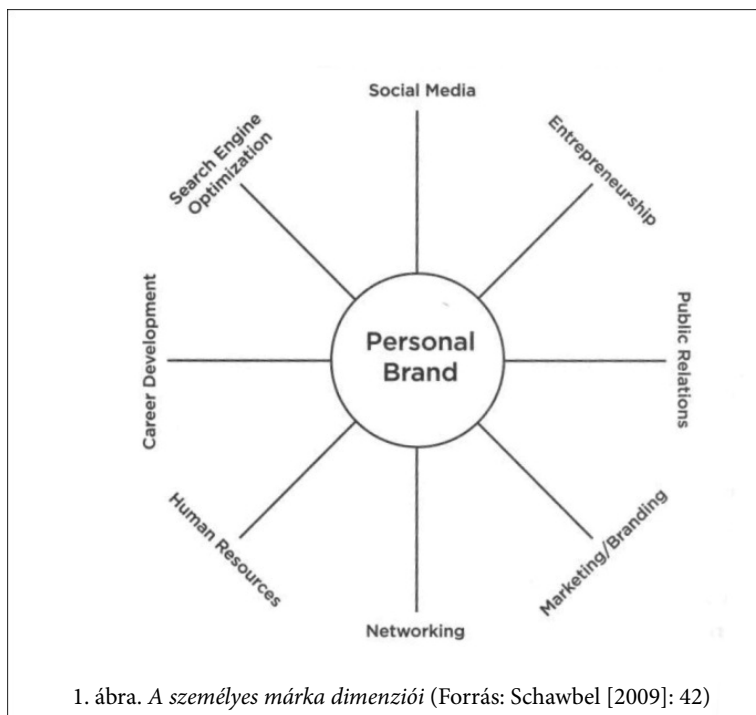 Social Media
Entrepreneurship
Public Relations
Marketing/Branding
Networking
Human Resources
Career Development
Search Engine
Optimization
Personal
Brand
1. ábra. A személyes márka dimenziói (Forrás: Schawbel [2009]: 42)